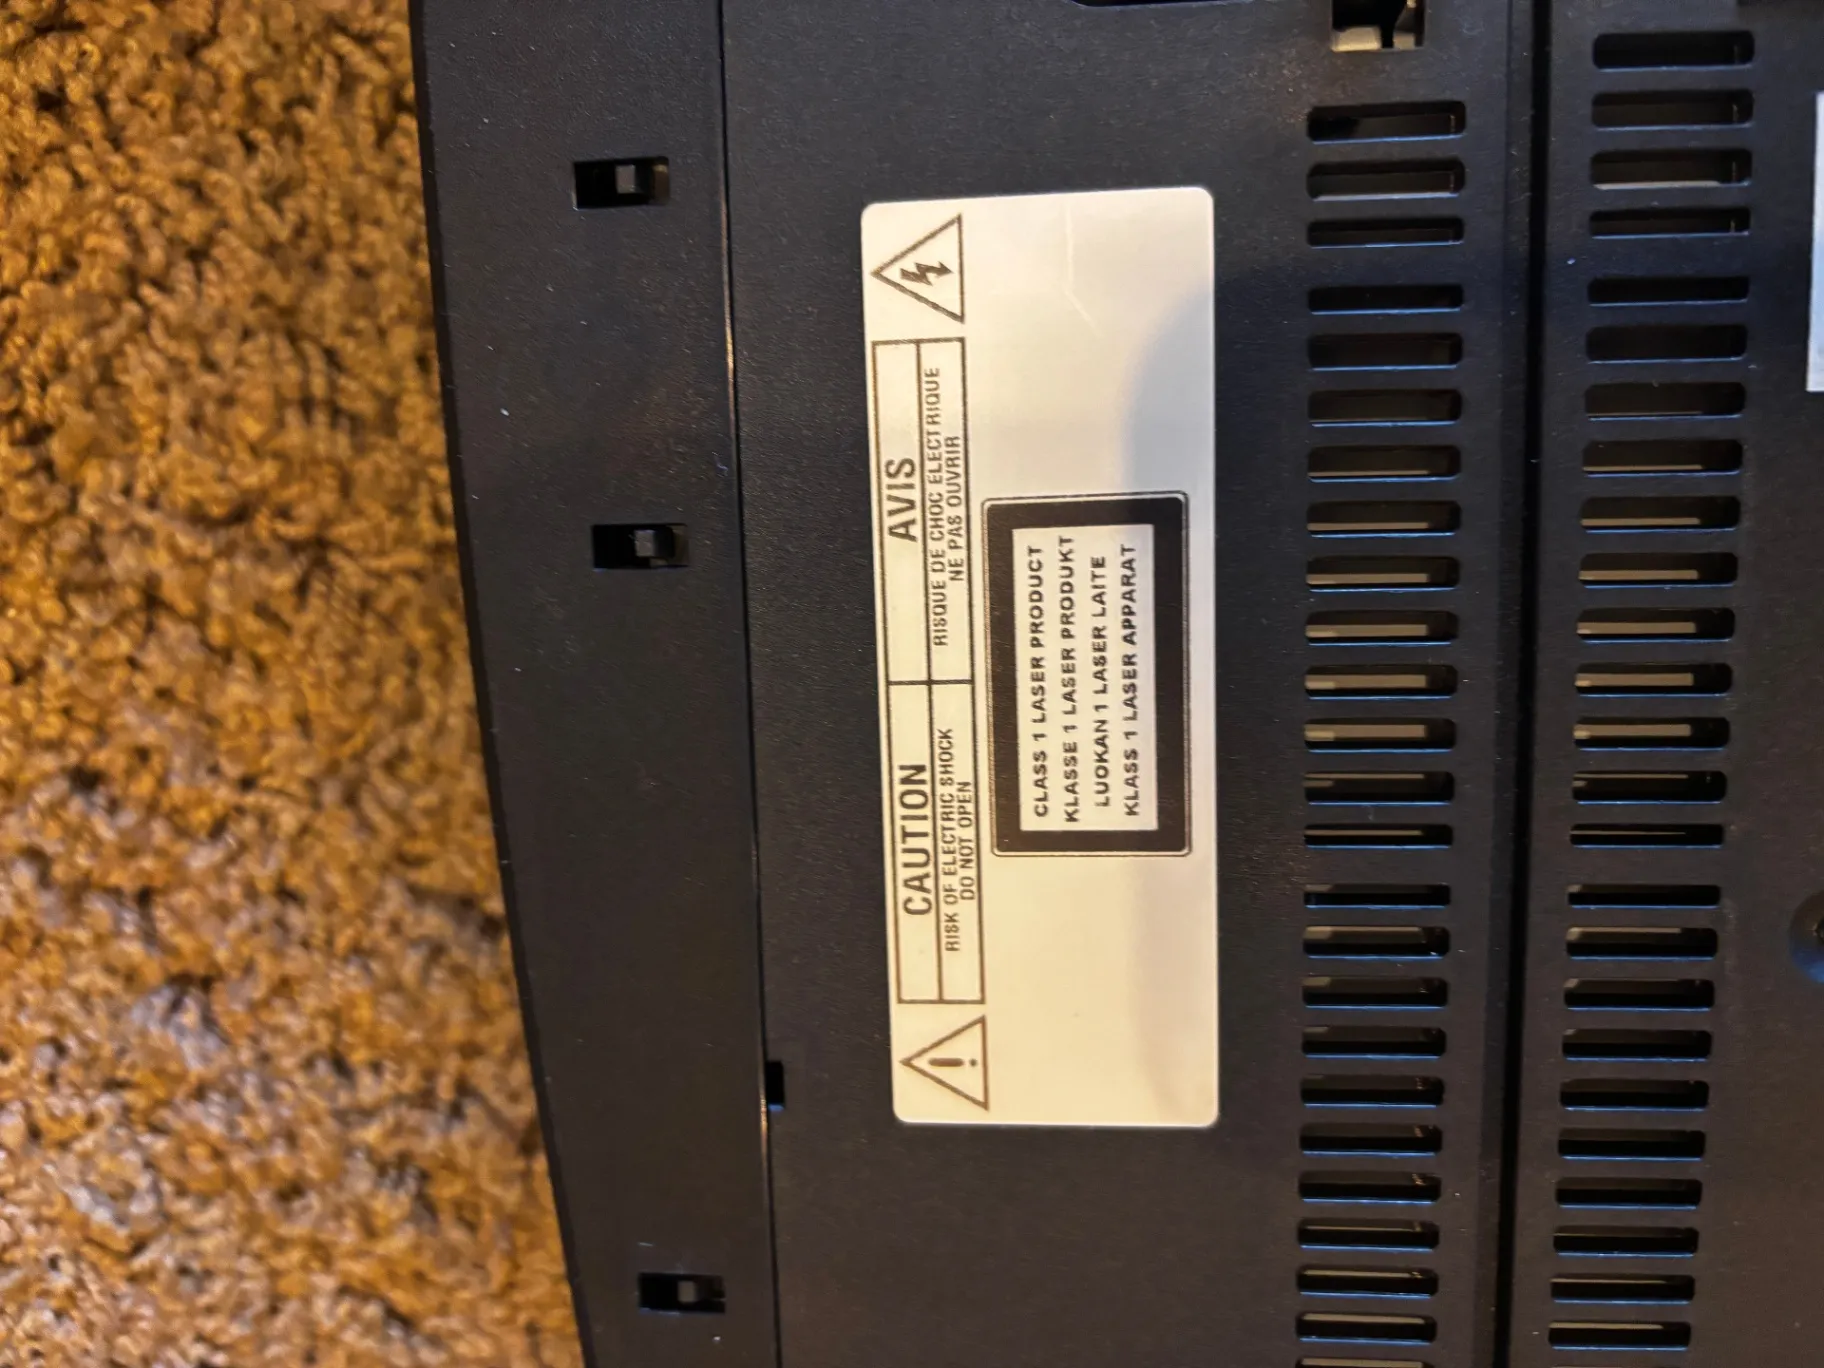 CAUTION
RISK OF ELECTRIC SHOCK
DO NOT OPEN
AVIS
RISQUE DE CHOC ELECTRIQUE
NE PAS OUVRIR
CLASS 1 LASER PRODUCT
KLASSE 1 LASER PRODUKT
LUOKAN 1 LASER LAITE
KLASS 1 LASER APPARAT